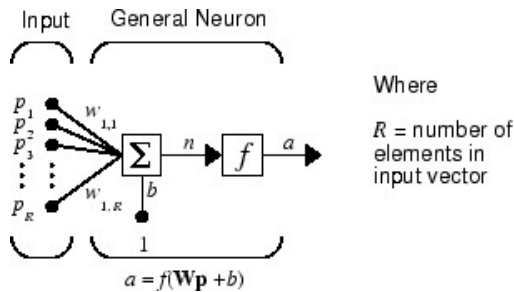 Input General Neuron
p1
p2
p3
pR
w1,1
w1,R
Σ
n
f
a
b
1
a = f(Wp + b)
Where
R = number of
elements in
input vector